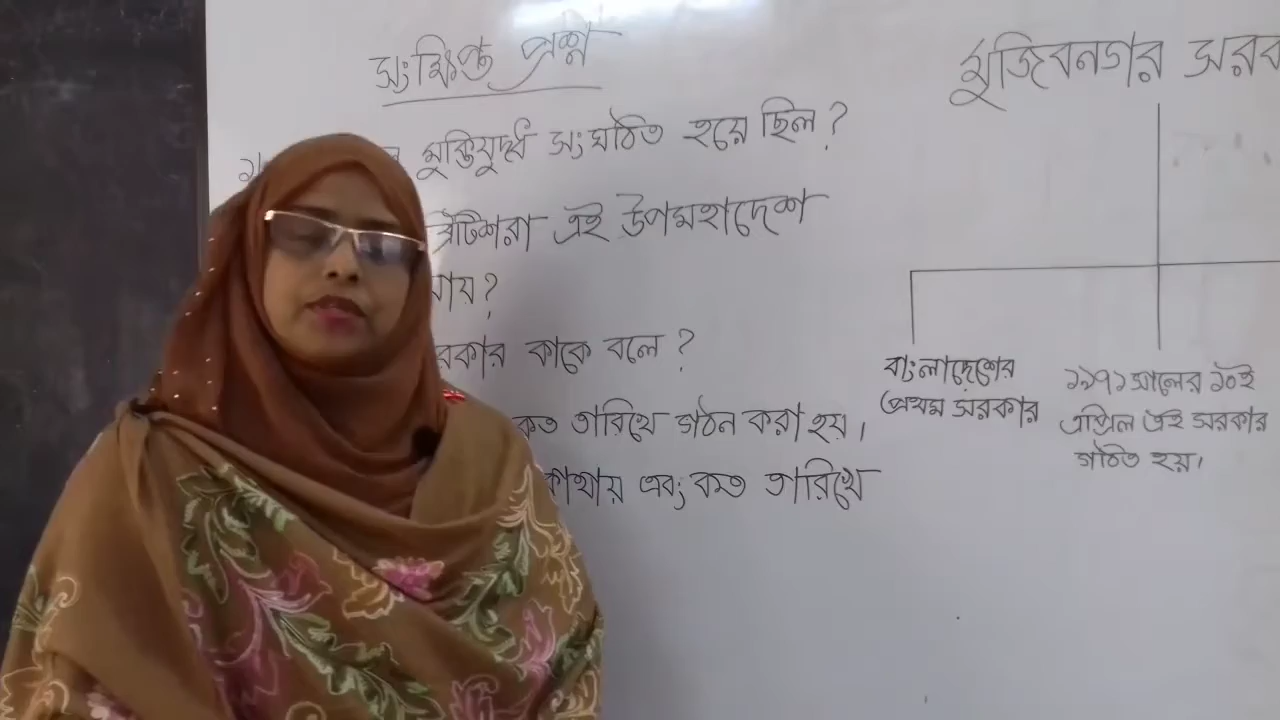 সংক্ষিপ্ত প্রশ্ন
মুক্তিযুদ্ধ সংঘঠিত হয়ে ছিল?
ব্রিটিশরা এই উপমহাদেশ
যায়?
রকার কাকে বলে?
কত তারিখে গঠন করা হয়।
কোথায় এবং কত তারিখে
মুজিবনগর সরক
বাংলাদেশের
প্রথম সরকার
১৯৭১ সালের ১০ই
এপ্রিল এই সরকার
গঠিত হয়।